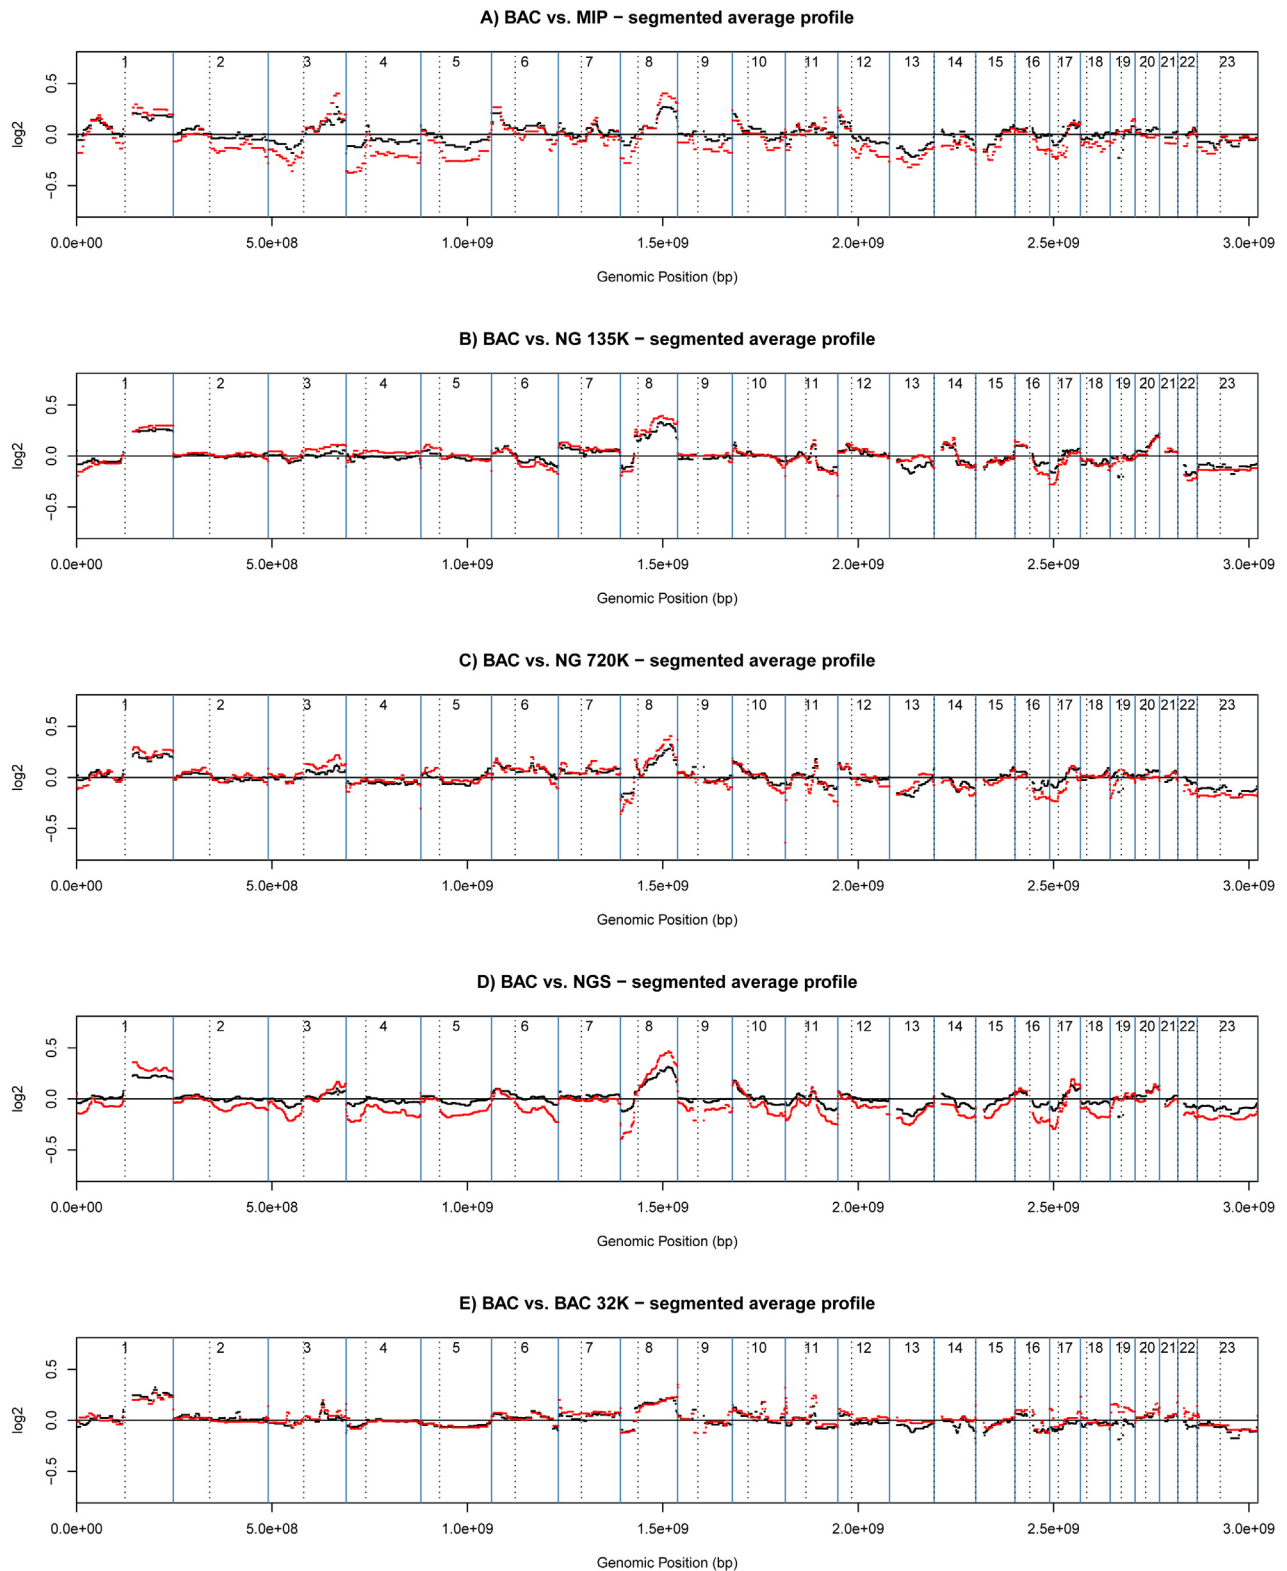 A) BAC vs. MIP − segmented average profile
1 2 3 4 5 6 7 8 9 10 11 12 13 14 15 16 17 18 19 20 21 22 23
0.5
0.0
−0.5
log2
0.0e+00 5.0e+08 1.0e+09 1.5e+09 2.0e+09 2.5e+09 3.0e+09
Genomic Position (bp)
B) BAC vs. NG 135K − segmented average profile
1 2 3 4 5 6 7 8 9 10 11 12 13 14 15 16 17 18 19 20 21 22 23
0.5
0.0
−0.5
log2
0.0e+00 5.0e+08 1.0e+09 1.5e+09 2.0e+09 2.5e+09 3.0e+09
Genomic Position (bp)
C) BAC vs. NG 720K − segmented average profile
1 2 3 4 5 6 7 8 9 10 11 12 13 14 15 16 17 18 19 20 21 22 23
0.5
0.0
−0.5
log2
0.0e+00 5.0e+08 1.0e+09 1.5e+09 2.0e+09 2.5e+09 3.0e+09
Genomic Position (bp)
D) BAC vs. NGS − segmented average profile
1 2 3 4 5 6 7 8 9 10 11 12 13 14 15 16 17 18 19 20 21 22 23
0.5
0.0
−0.5
log2
0.0e+00 5.0e+08 1.0e+09 1.5e+09 2.0e+09 2.5e+09 3.0e+09
Genomic Position (bp)
E) BAC vs. BAC 32K − segmented average profile
1 2 3 4 5 6 7 8 9 10 11 12 13 14 15 16 17 18 19 20 21 22 23
0.5
0.0
−0.5
log2
0.0e+00 5.0e+08 1.0e+09 1.5e+09 2.0e+09 2.5e+09 3.0e+09
Genomic Position (bp)